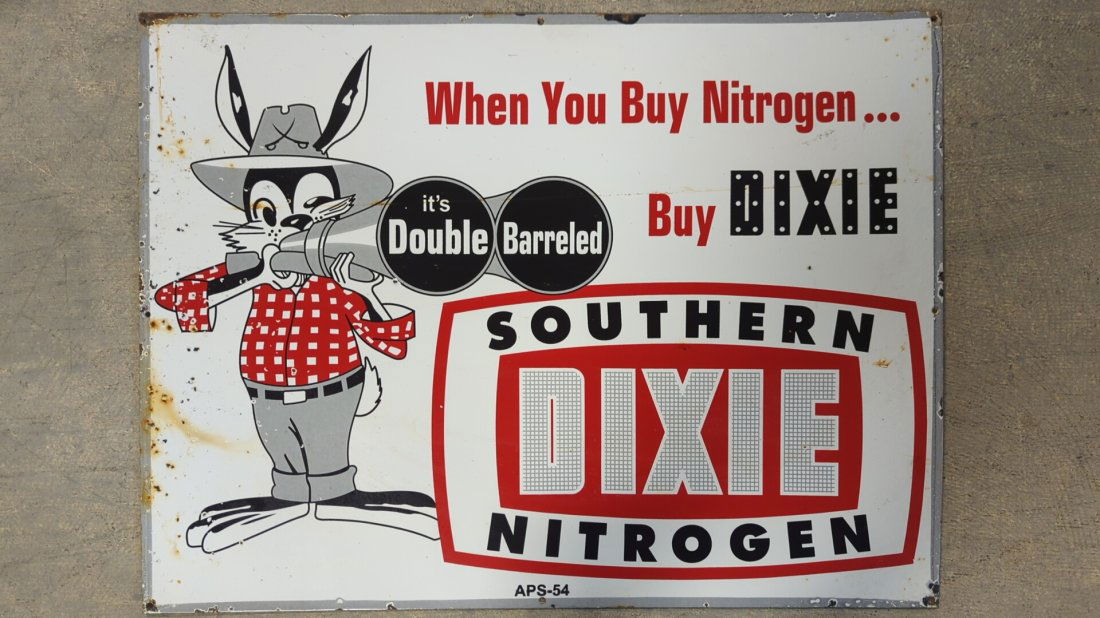 When You Buy Nitrogen...
it's
Double Barreled
Buy DIXIE
SOUTHERN
DIXIE
NITROGEN
APS-54